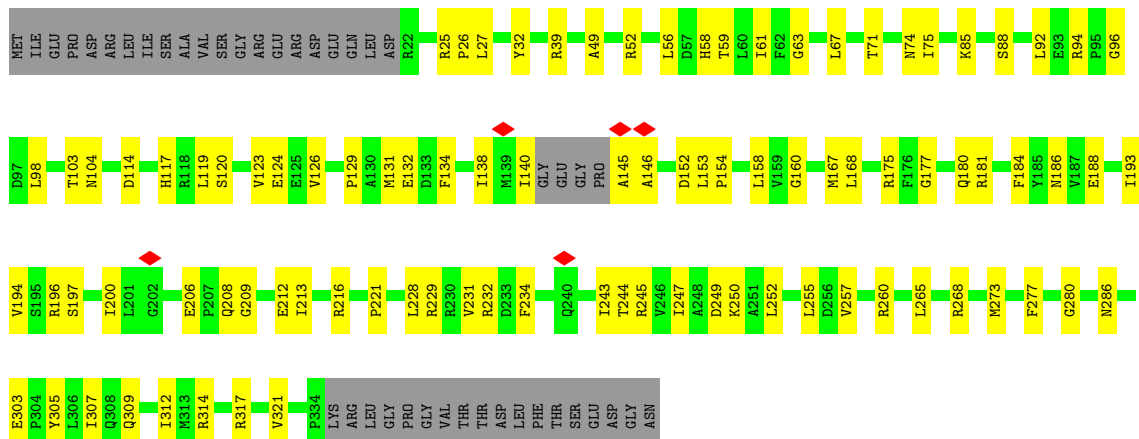 MET ILE GLU PRO ASP ARG LEU ILE SER ALA VAL SER GLY ARG GLU ARG ASP GLU GLN LEU ASP R22 R25 P26 L27 Y32 R39 A49 R52 L56 D57 H58 T59 L60 I61 F62 G63 L67 T71 N74 I75 K85 S88 L92 E93 R94 P95 G96
D97 L98 T103 N104 D114 H117 R118 L119 S120 V123 E124 E125 V126 P129 A130 M131 E132 D133 F134 I138 M139 I140 GLY GLU GLY PRO A145 A146 D152 L153 P154 L158 V159 G160 M167 L168 R175 F176 G177 Q180 R181 F184 Y185 N186 V187 E188 I193
V194 S195 R196 S197 I200 L201 G202 E206 P207 Q208 G209 E212 I213 R216 P221 L228 R229 R230 V231 R232 D233 F234 Q240 I243 T244 R245 V246 I247 A248 D249 K250 A251 L252 L255 D256 V257 R260 L265 R268 M273 F277 G280 N286
E303 P304 Y305 L306 I307 Q308 Q309 I312 M313 R314 R317 V321 P334 LYS ARG LEU GLY PRO GLY VAL THR THR ASP LEU PHE THR SER GLU ASP GLY ASN